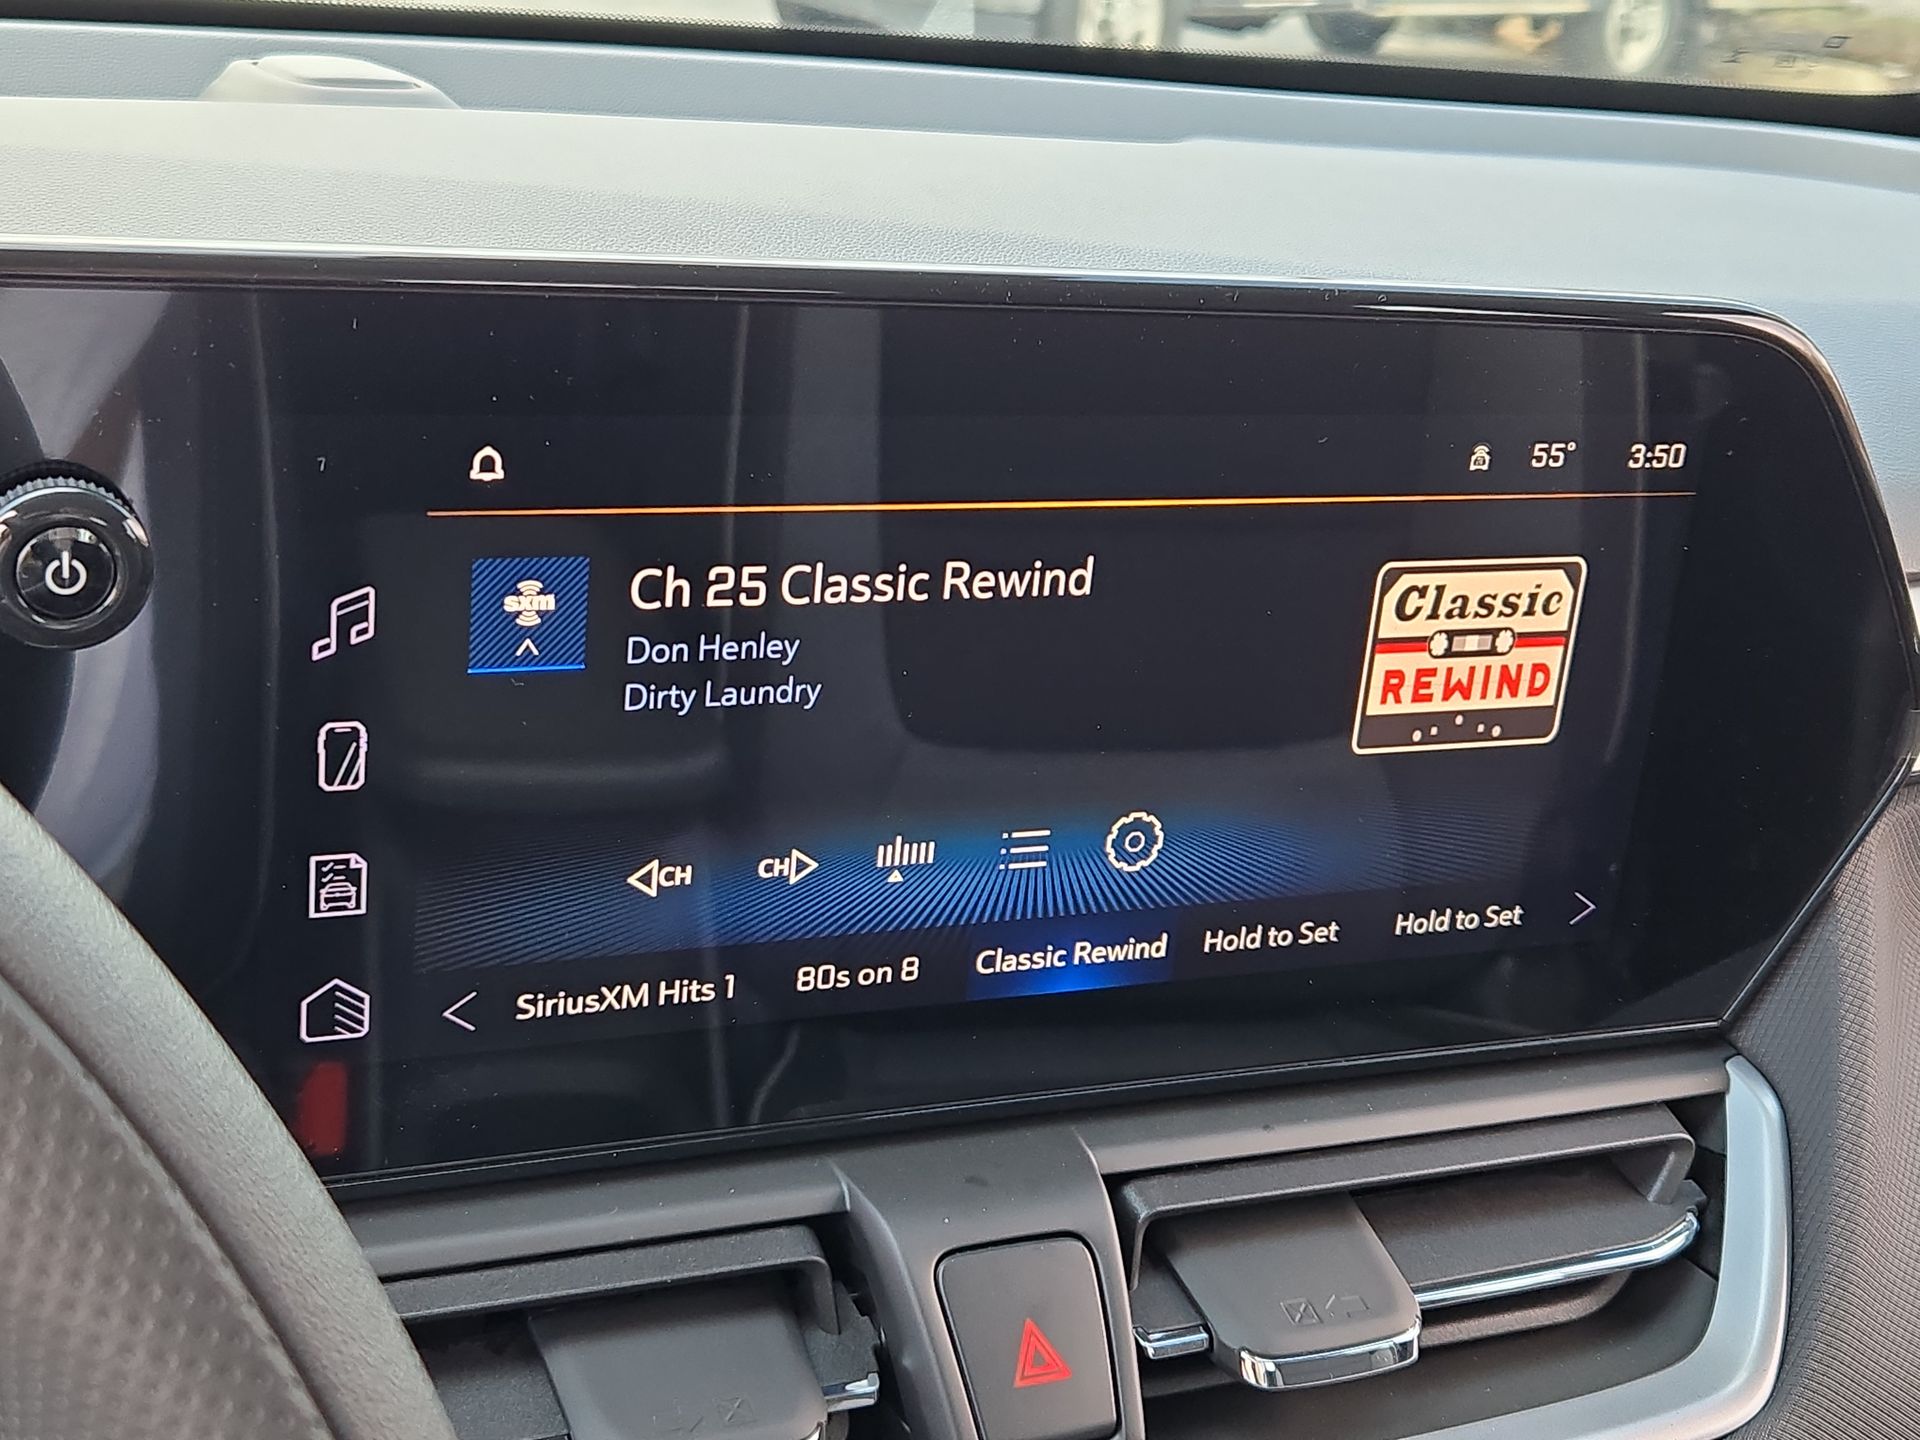 55° 3:50
sxm
Ch 25 Classic Rewind
Don Henley
Dirty Laundry
Classic
REWIND
CH CH
SiriusXM Hits 1 80s on 8 Classic Rewind Hold to Set Hold to Set